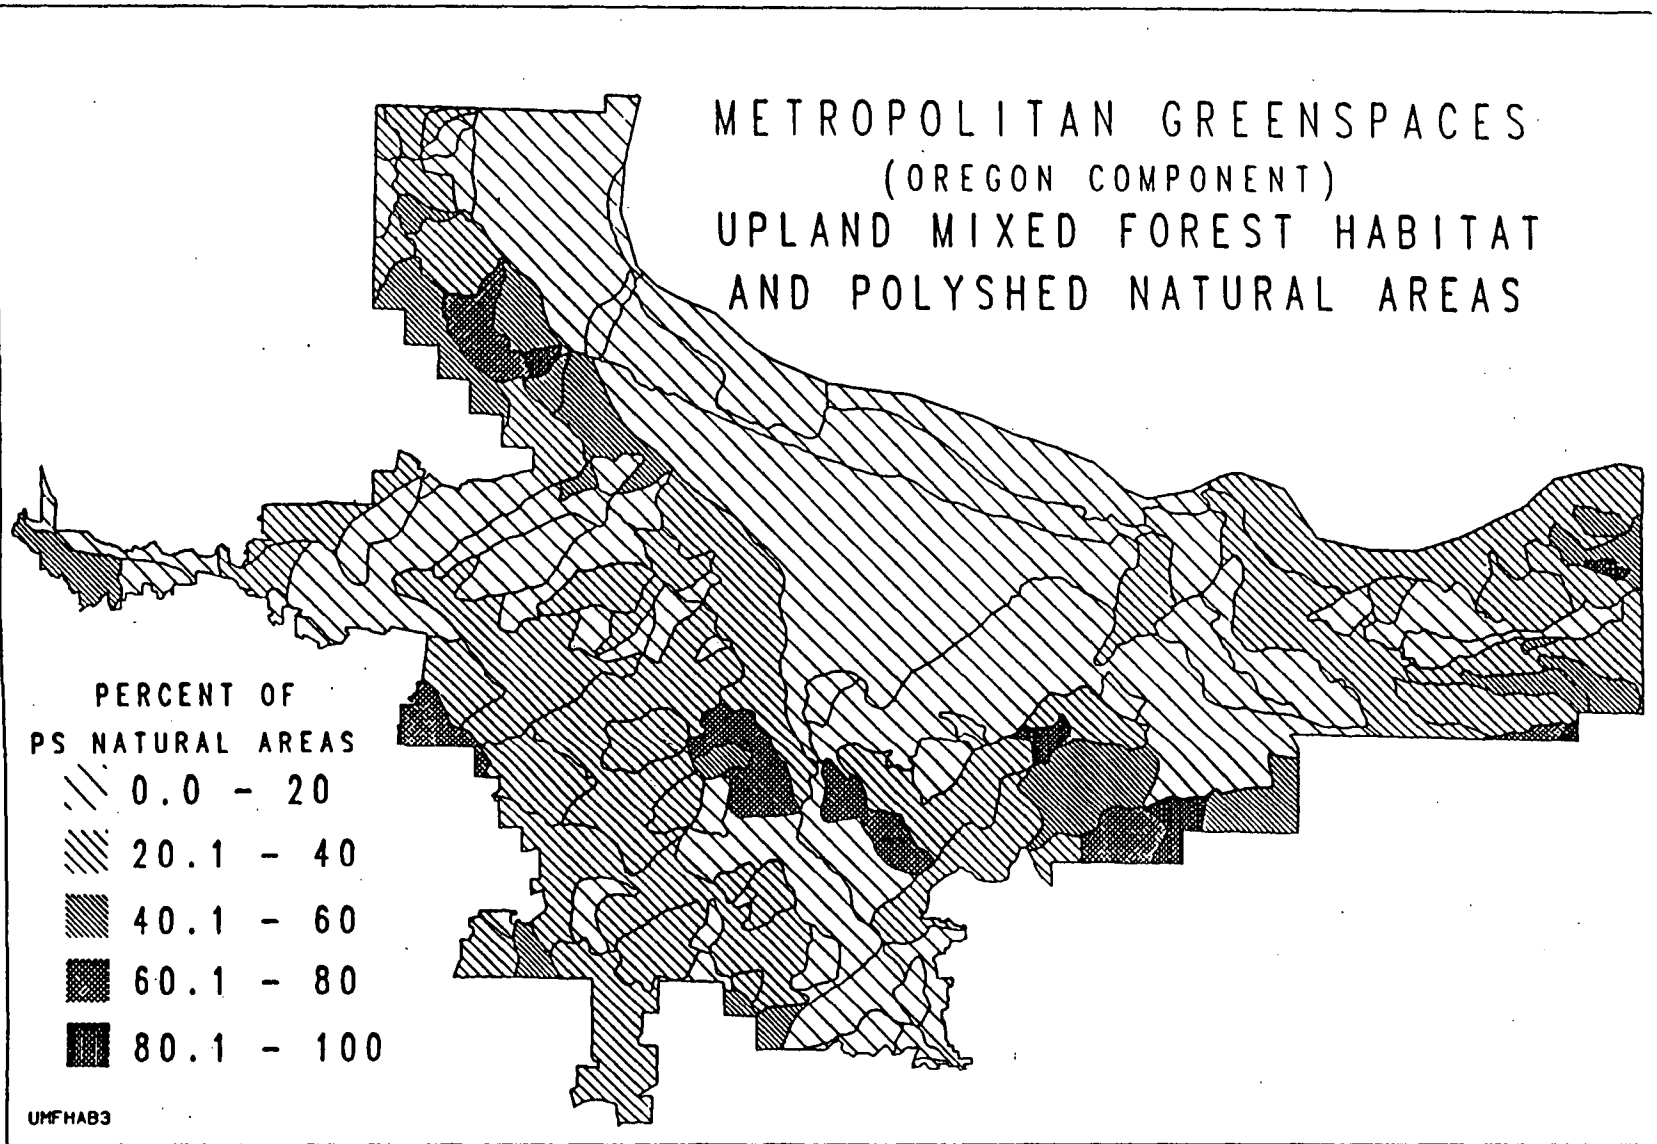 METROPOLITAN GREENSPACES
(OREGON COMPONENT)
UPLAND MIXED FOREST HABITAT
AND POLYSHED NATURAL AREAS
PERCENT OF
PS NATURAL AREAS
0.0 - 20
20.1 - 40
40.1 - 60
60.1 - 80
80.1 - 100
UMFHAB3